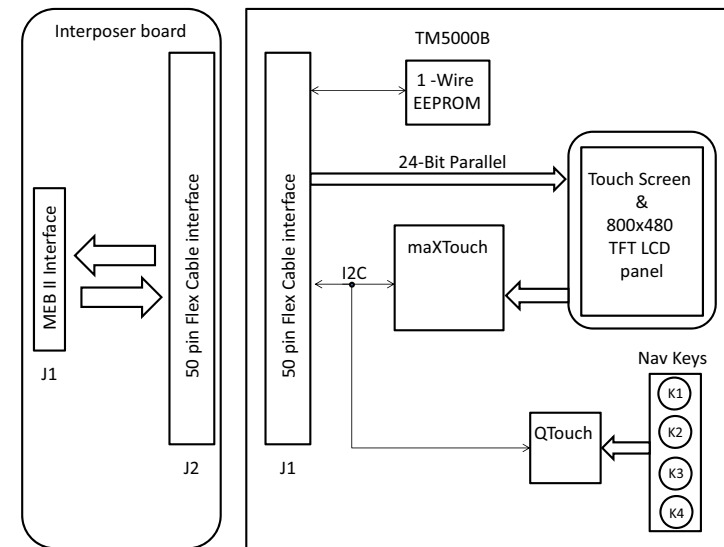 Interposer board
MEB II Interface
J1
50 pin Flex Cable interface
J2
TM5000B
50 pin Flex Cable interface
J1
1 -Wire
EEPROM
24-Bit Parallel
Touch Screen
&
800x480
TFT LCD
panel
maXTouch
I2C
Nav Keys
K1
K2
K3
K4
QTouch